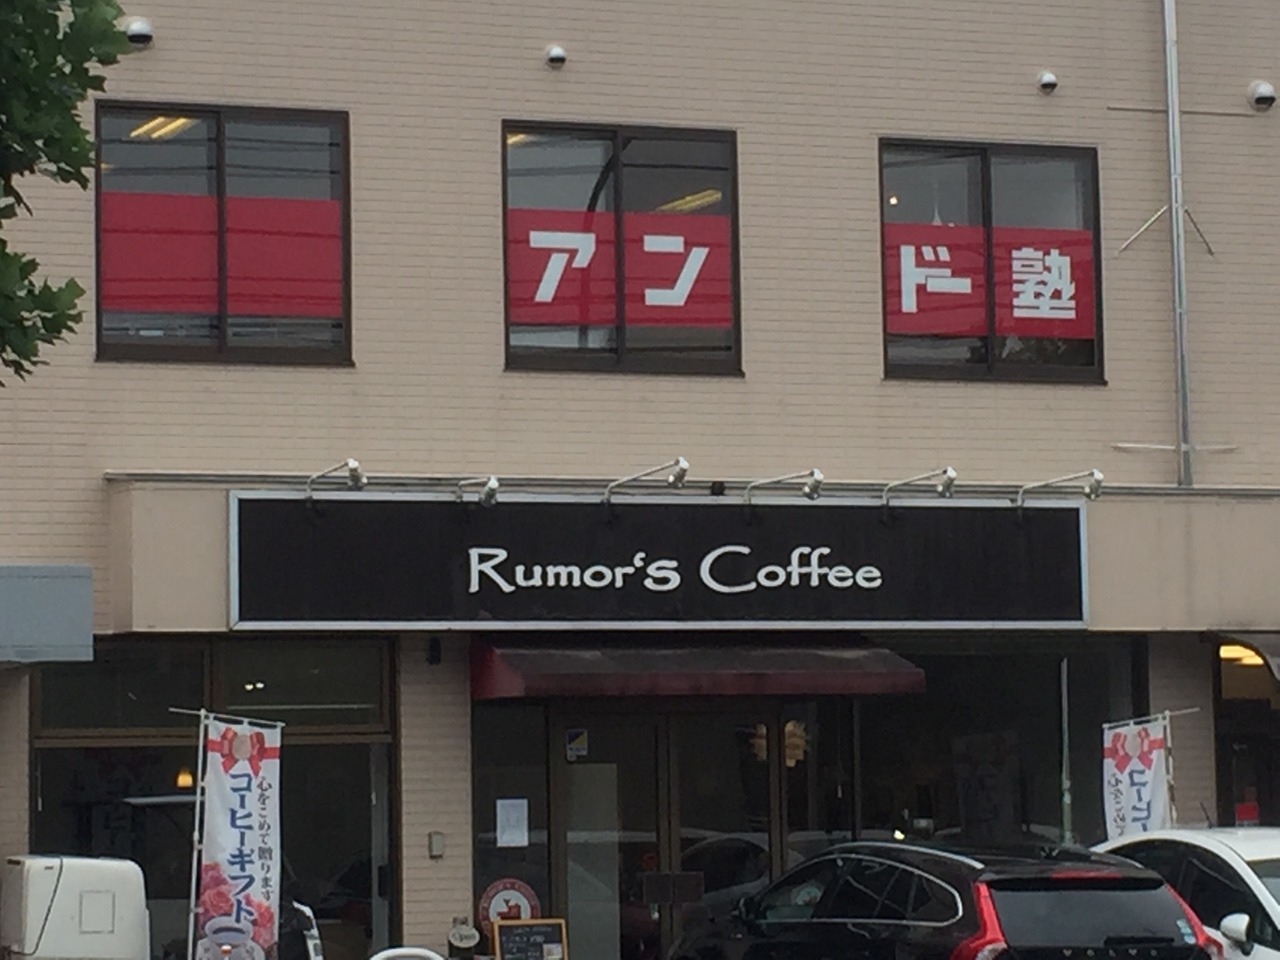 アンドー塾
Rumor's Coffee
心をこめて贈ります
コーヒーギフト
コーヒ
VOLVO